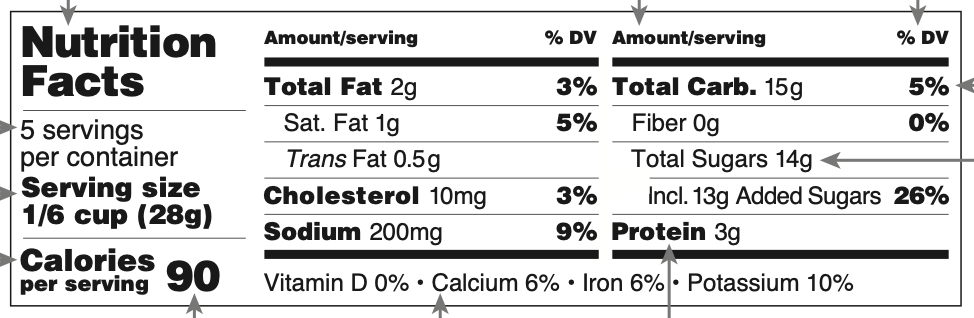 Nutrition
Facts
5 servings
per container
Serving size
1/6 cup (28g)
Calories
per serving 90
Amount/serving % DV
Total Fat 2g 3%
Sat. Fat 1g 5%
Trans Fat 0.5g
Cholesterol 10mg 3%
Sodium 200mg 9%
Amount/serving % DV
Total Carb. 15g 5%
Fiber 0g 0%
Total Sugars 14g
Incl. 13g Added Sugars 26%
Protein 3g
Vitamin D 0% • Calcium 6% • Iron 6% • Potassium 10%